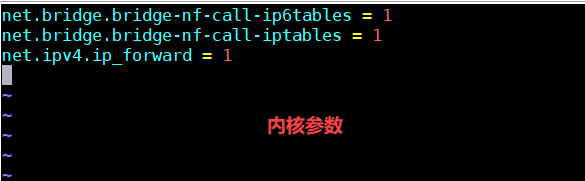 net.bridge.bridge-nf-call-ip6tables = 1
net.bridge.bridge-nf-call-iptables = 1
net.ipv4.ip_forward = 1
~
~
内核参数
~
~
~